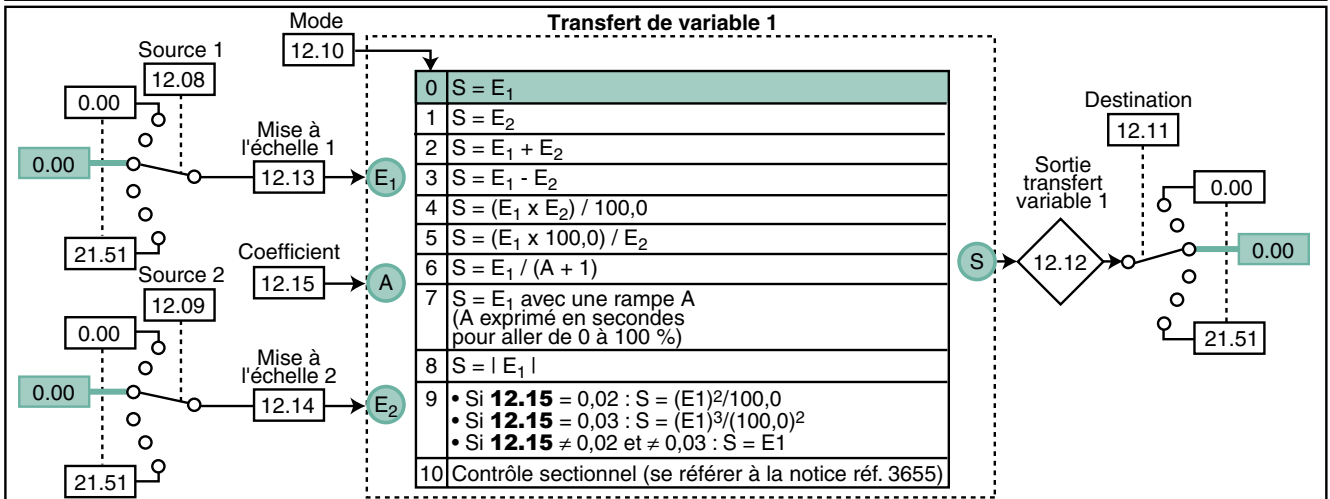 Transfert de variable 1
Mode
12.10
Source 1
12.08
0.00
0.00
21.51
Mise à
l'échelle 1
12.13
E1
Coefficient
12.15
A
Source 2
12.09
0.00
0.00
21.51
Mise à
l'échelle 2
12.14
E2
0 S = E1
1 S = E2
2 S = E1 + E2
3 S = E1 - E2
4 S = (E1 x E2) / 100,0
5 S = (E1 x 100,0) / E2
6 S = E1 / (A + 1)
7 S = E1 avec une rampe A
(A exprimé en secondes
pour aller de 0 à 100 %)
8 S = | E1 |
9 • Si 12.15 = 0,02 : S = (E1)²/100,0
• Si 12.15 = 0,03 : S = (E1)³/(100,0)²
• Si 12.15 ≠ 0,02 et ≠ 0,03 : S = E1
10 Contrôle sectionnel (se référer à la notice réf. 3655)
S
Sortie
transfert
variable 1
12.12
Destination
12.11
0.00
0.00
21.51